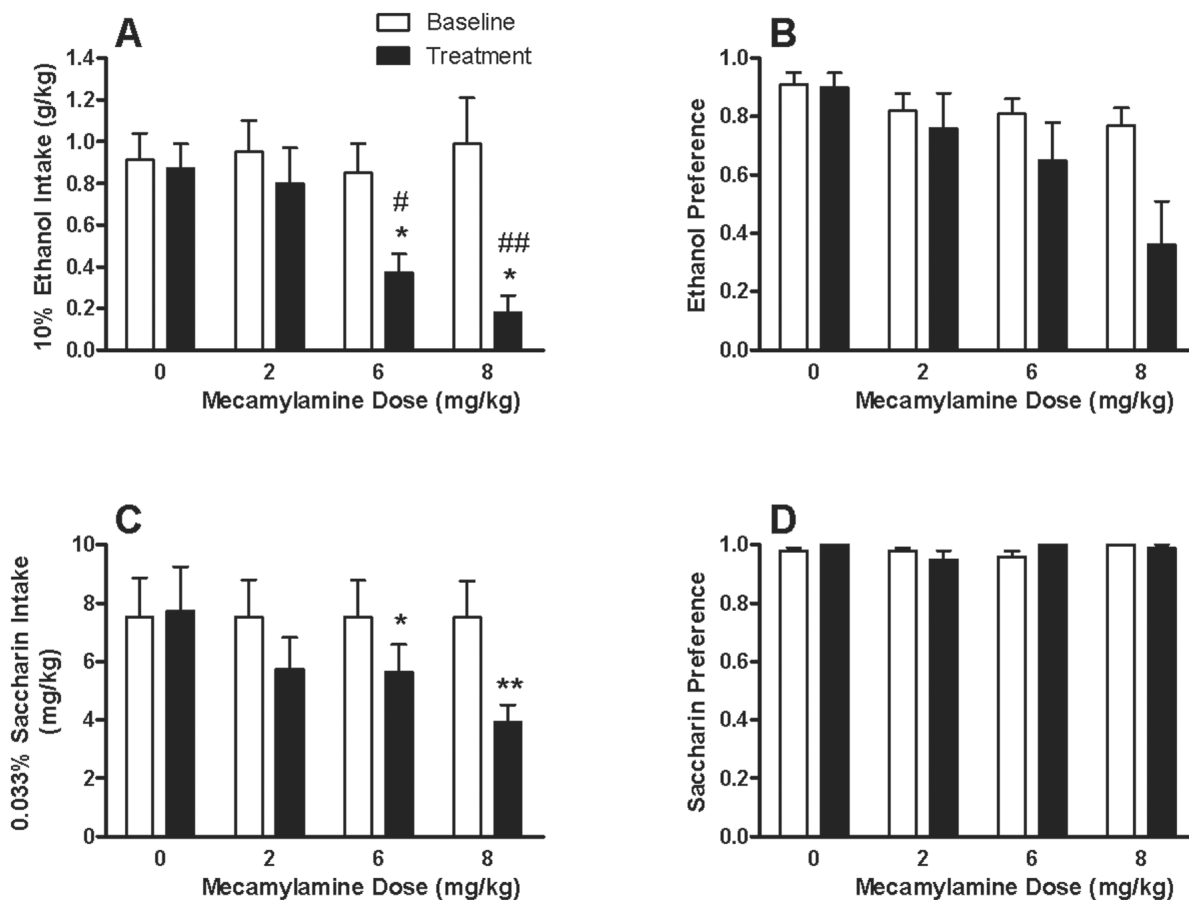 A
Baseline
Treatment
10% Ethanol Intake (g/kg)
1.4
1.2
1.0
0.8
0.6
0.4
0.2
0.0
#
*
##
*
0 2 6 8
Mecamylamine Dose (mg/kg)
B
Ethanol Preference
1.0
0.8
0.6
0.4
0.2
0.0
0 2 6 8
Mecamylamine Dose (mg/kg)
C
0.033% Saccharin Intake
(mg/kg)
10
8
6
4
2
0
*
**
0 2 6 8
Mecamylamine Dose (mg/kg)
D
Saccharin Preference
1.0
0.8
0.6
0.4
0.2
0.0
0 2 6 8
Mecamylamine Dose (mg/kg)